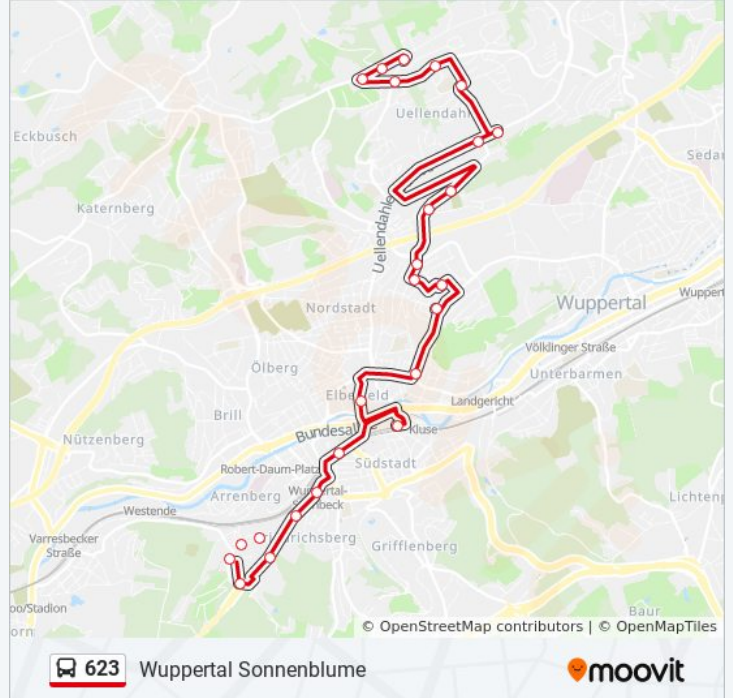 Uellendahl
Eckbusch
Sedan
Katernberg
Uellendahle
Nordstadt
Wuppertal
Wuppert
Völklinger Straße
Ölberg
Unterbarmen
Elberfeld
Landgericht
Brill
Bundesal
Kluse
Nützenberg
Südstadt
Robert-Daum-Platz
Arrenberg
Wuppertal-
Lichtenp
Westende
Varresbecker
Straße
richsberg
Grifflenberg
oo/Stadion
Baur
orn
© OpenStreetMap contributors | © OpenMapTiles
623 Wuppertal Sonnenblume
moovit